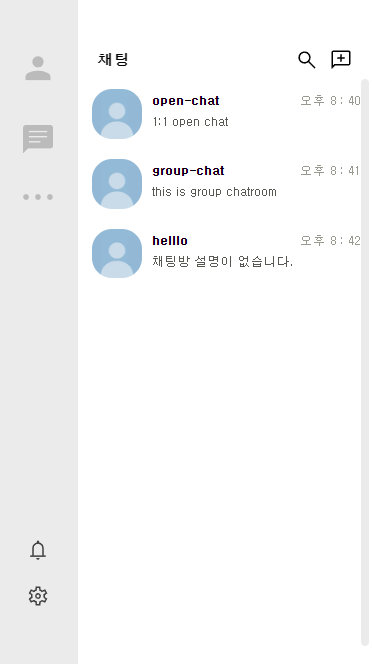 채팅
open-chat 오후 8:40
1:1 open chat
group-chat 오후 8:41
this is group chatroom
helllo 오후 8:42
채팅방 설명이 없습니다.